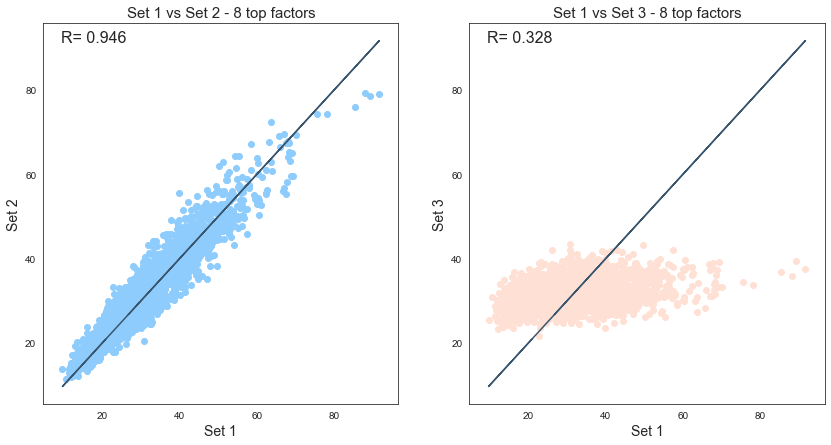 Set 1 vs Set 2 - 8 top factors
R= 0.946
80
60
40
20
Set 2
20 40 60 80
Set 1
Set 1 vs Set 3 - 8 top factors
R= 0.328
80
60
40
20
Set 3
20 40 60 80
Set 1